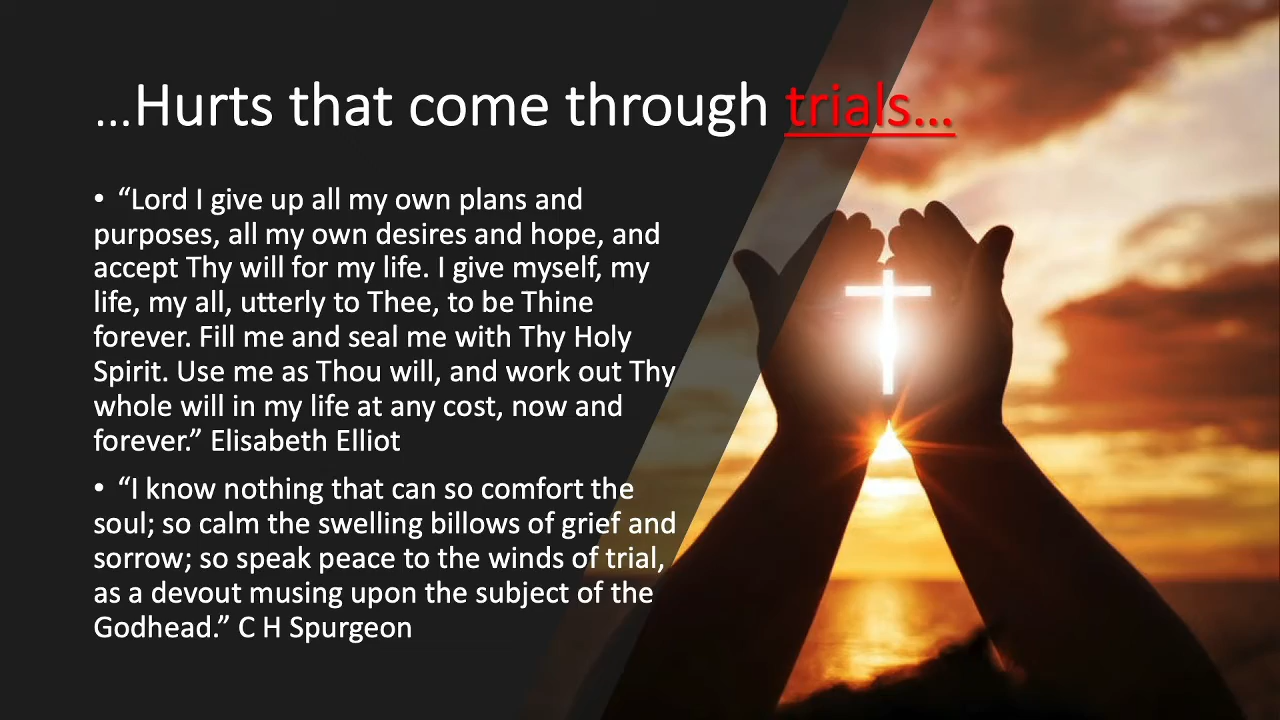 ...Hurts that come through trials...
• “Lord I give up all my own plans and
purposes, all my own desires and hope, and
accept Thy will for my life. I give myself, my
life, my all, utterly to Thee, to be Thine
forever. Fill me and seal me with Thy Holy
Spirit. Use me as Thou will, and work out Thy
whole will in my life at any cost, now and
forever.” Elisabeth Elliot
• “I know nothing that can so comfort the
soul; so calm the swelling billows of grief and
sorrow; so speak peace to the winds of trial,
as a devout musing upon the subject of the
Godhead.” C H Spurgeon